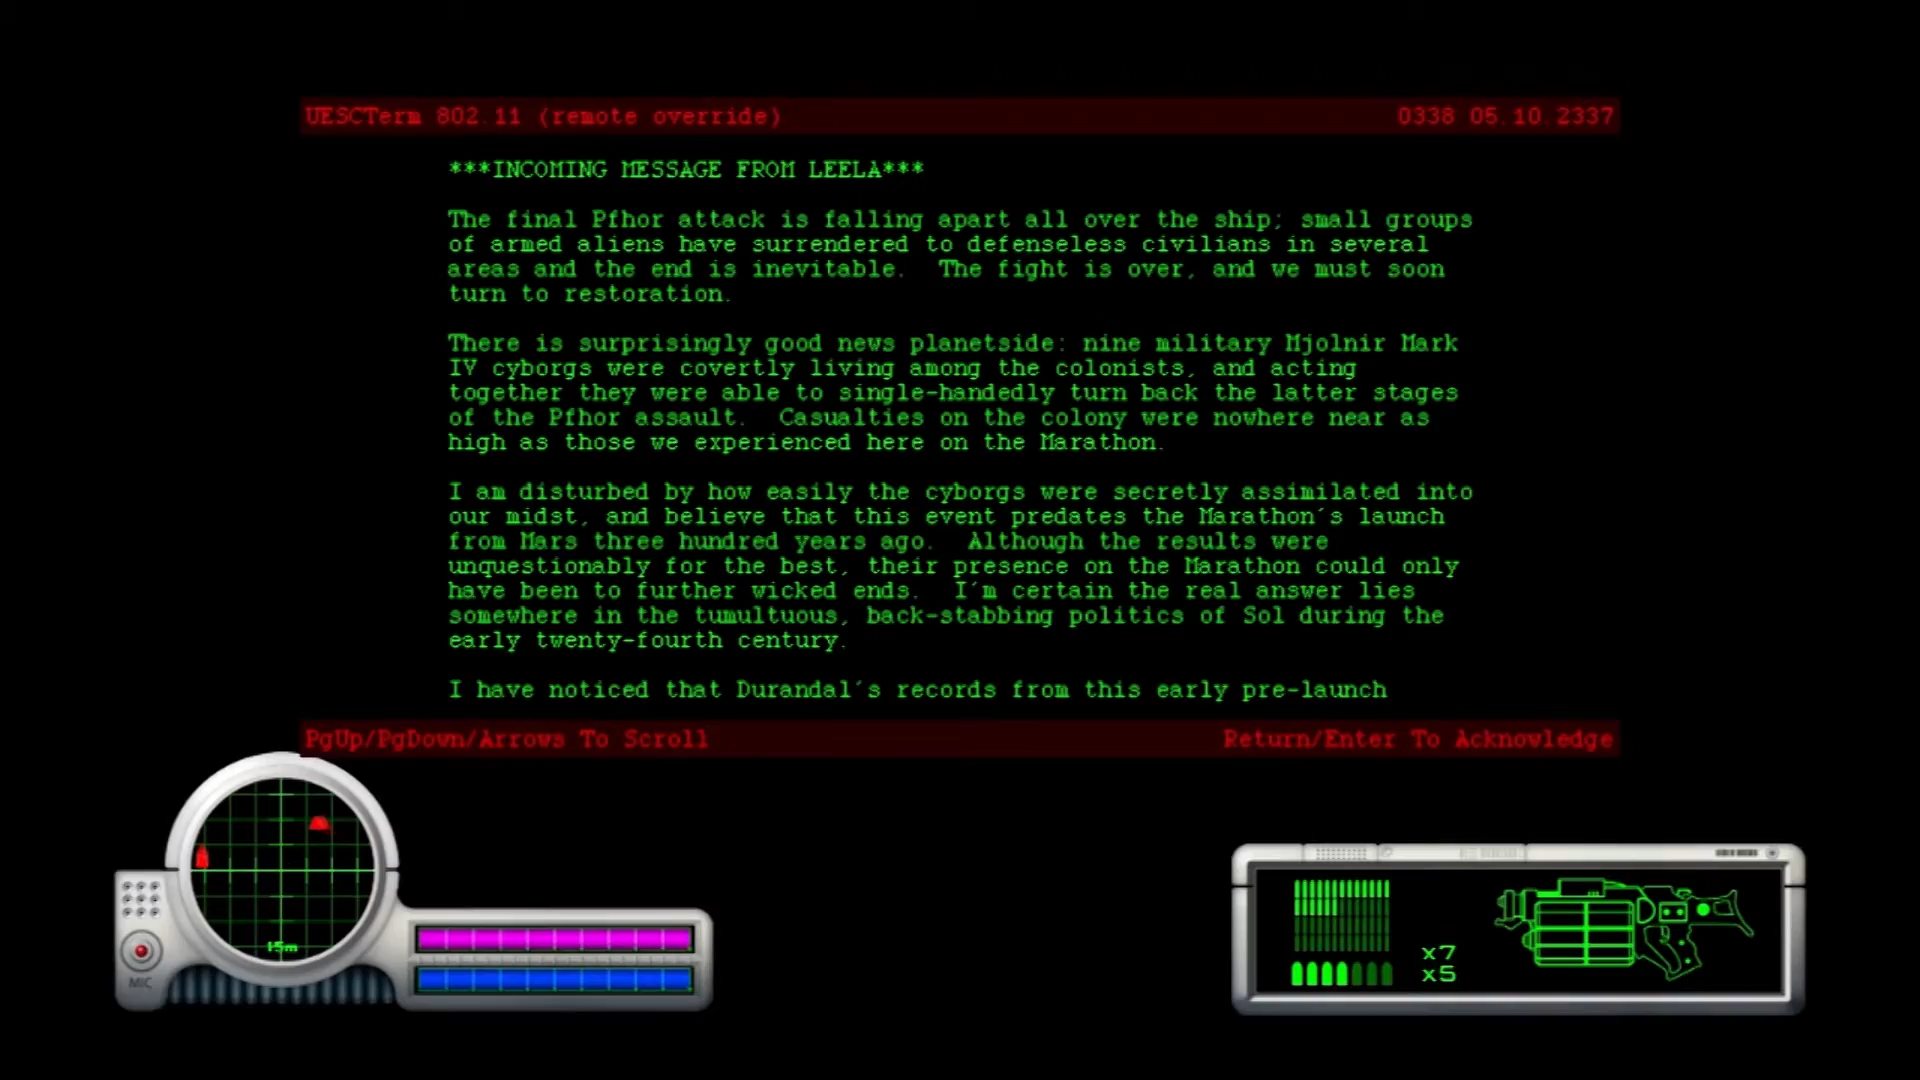 UESCTerm 802.11 (remote override) 0338 05.10.2337
***INCOMING MESSAGE FROM LEELA***
The final Pfhor attack is falling apart all over the ship; small groups
of armed aliens have surrendered to defenseless civilians in several
areas and the end is inevitable.  The fight is over, and we must soon
turn to restoration.
There is surprisingly good news planetside: nine military Mjolnir Mark
IV cyborgs were covertly living among the colonists, and acting
together they were able to single-handedly turn back the latter stages
of the Pfhor assault.  Casualties on the colony were nowhere near as
high as those we experienced here on the Marathon.
I am disturbed by how easily the cyborgs were secretly assimilated into
our midst, and believe that this event predates the Marathon's launch
from Mars three hundred years ago.  Although the results were
unquestionably for the best, their presence on the Marathon could only
have been to further wicked ends.  I'm certain the real answer lies
somewhere in the tumultuous, back-stabbing politics of Sol during the
early twenty-fourth century.
I have noticed that Durandal's records from this early pre-launch
PgUp/PgDown/Arrows To Scroll Return/Enter To Acknowledge
15m
MIC
x7
x5